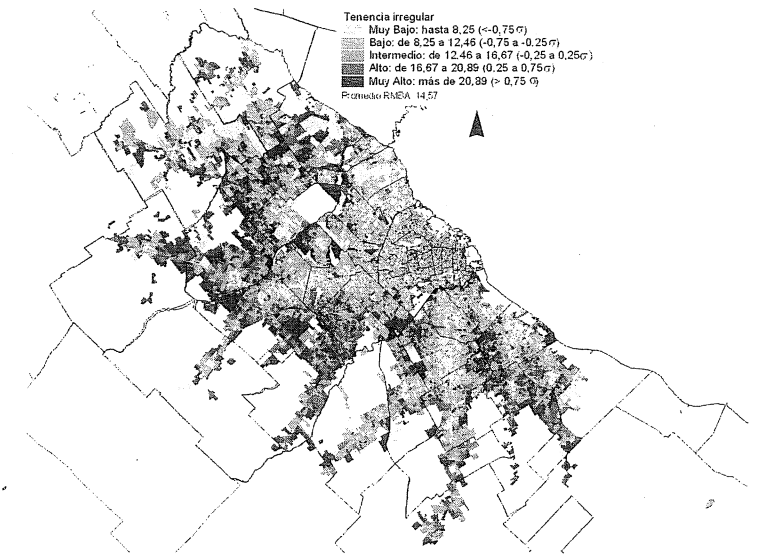 Tenencia irregular
Muy Bajo: hasta 8,25 (<-0,75 σ)
Bajo: de 8,25 a 12,46 (-0,75 a -0.25σ)
Intermedio: de 12.46 a 16,67 (-0,25 a 0,25σ)
Alto: de 16,67 a 20,89 (0.25 a 0,75σ)
Muy Alto: más de 20,89 (> 0,75 σ)
Promedio RMBA 14,57